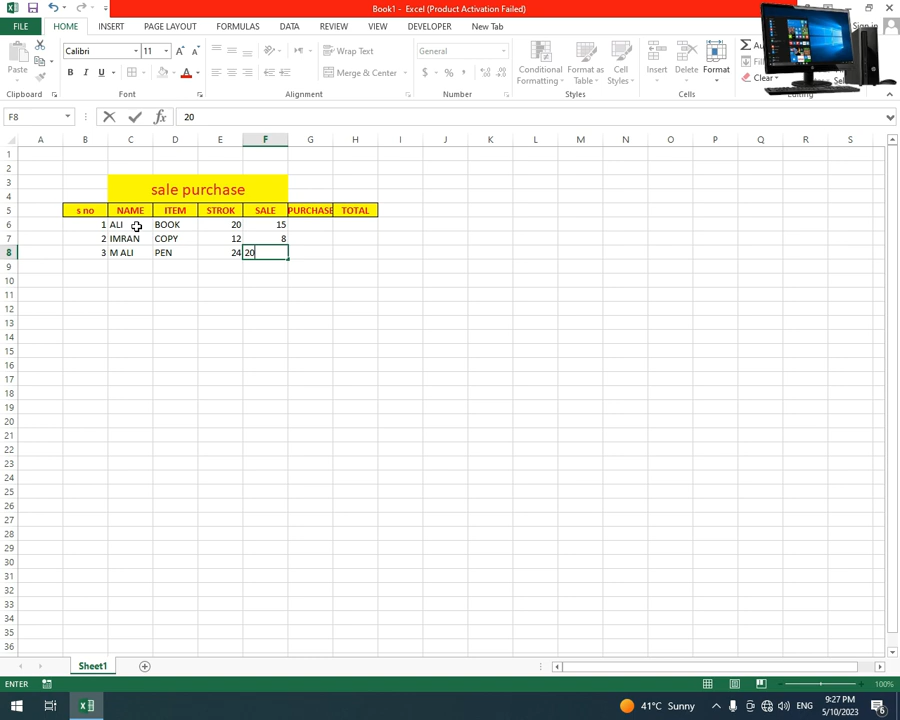 Book1 - Excel (Product Activation Failed)
FILE HOME INSERT PAGE LAYOUT FORMULAS DATA REVIEW VIEW DEVELOPER New Tab
Sign in
Calibri 11 Wrap Text General
Paste B I U Merge & Center $ % Conditional Formatting Format as Table Cell Styles Insert Delete Format Clear
Clipboard Font Alignment Number Styles Cells
F8 fx 20
A B C D E F G H I J K L M N O P Q R S
1
2
3 sale purchase
4
5 s no NAME ITEM STROK SALE PURCHASE TOTAL
6 1 ALI BOOK 20 15
7 2 IMRAN COPY 12 8
8 3 M ALI PEN 24 20
9
10
11
12
13
14
15
16
17
18
19
20
21
22
23
24
25
26
27
28
29
30
31
32
33
34
35
36
Sheet1
ENTER 100%
41°C Sunny ENG 9:27 PM
5/10/2023 6